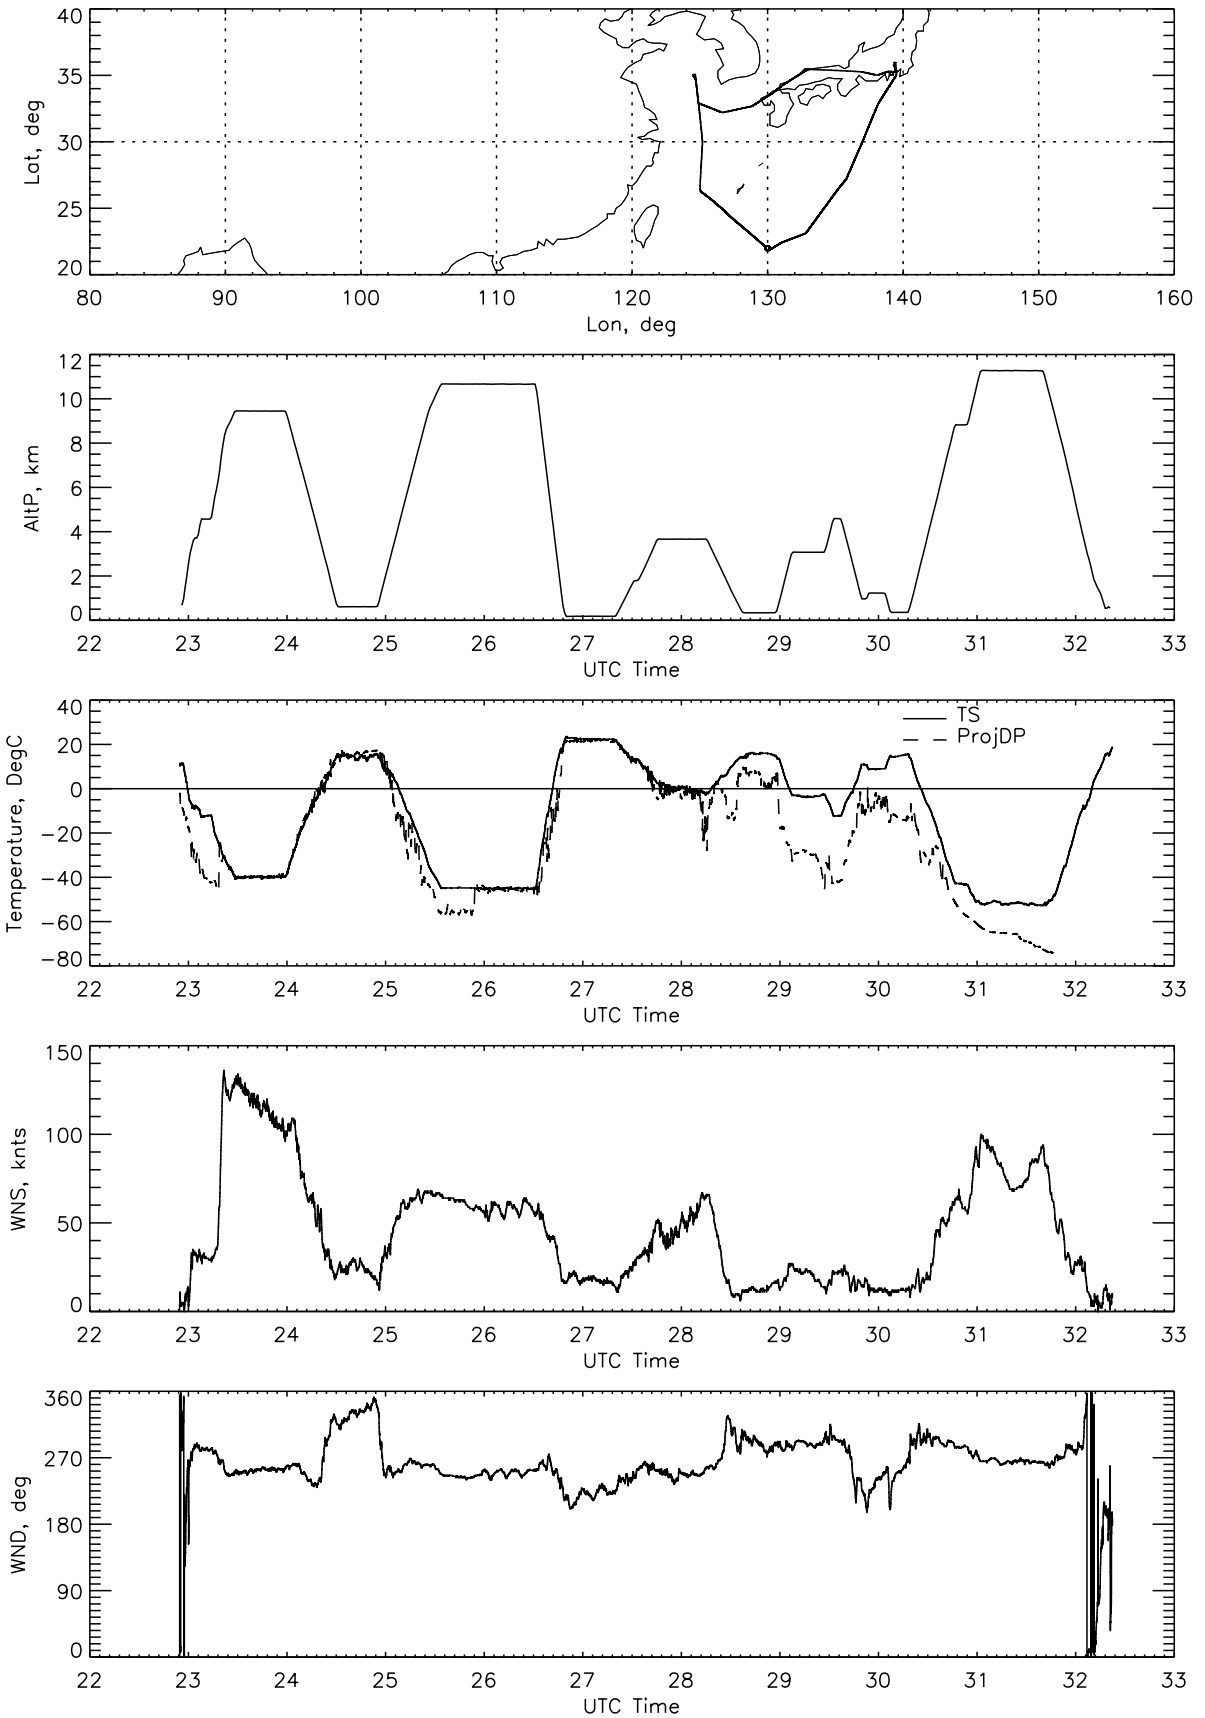 40
35
30
25
20
Lat, deg
80 90 100 110 120 130 140 150 160
Lon, deg
12
10
8
6
4
2
0
AltP, km
22 23 24 25 26 27 28 29 30 31 32 33
UTC Time
40
20
0
-20
-40
-60
-80
Temperature, DegC
TS
ProjDP
22 23 24 25 26 27 28 29 30 31 32 33
UTC Time
150
100
50
0
WNS, knts
22 23 24 25 26 27 28 29 30 31 32 33
UTC Time
360
270
180
90
0
WND, deg
22 23 24 25 26 27 28 29 30 31 32 33
UTC Time